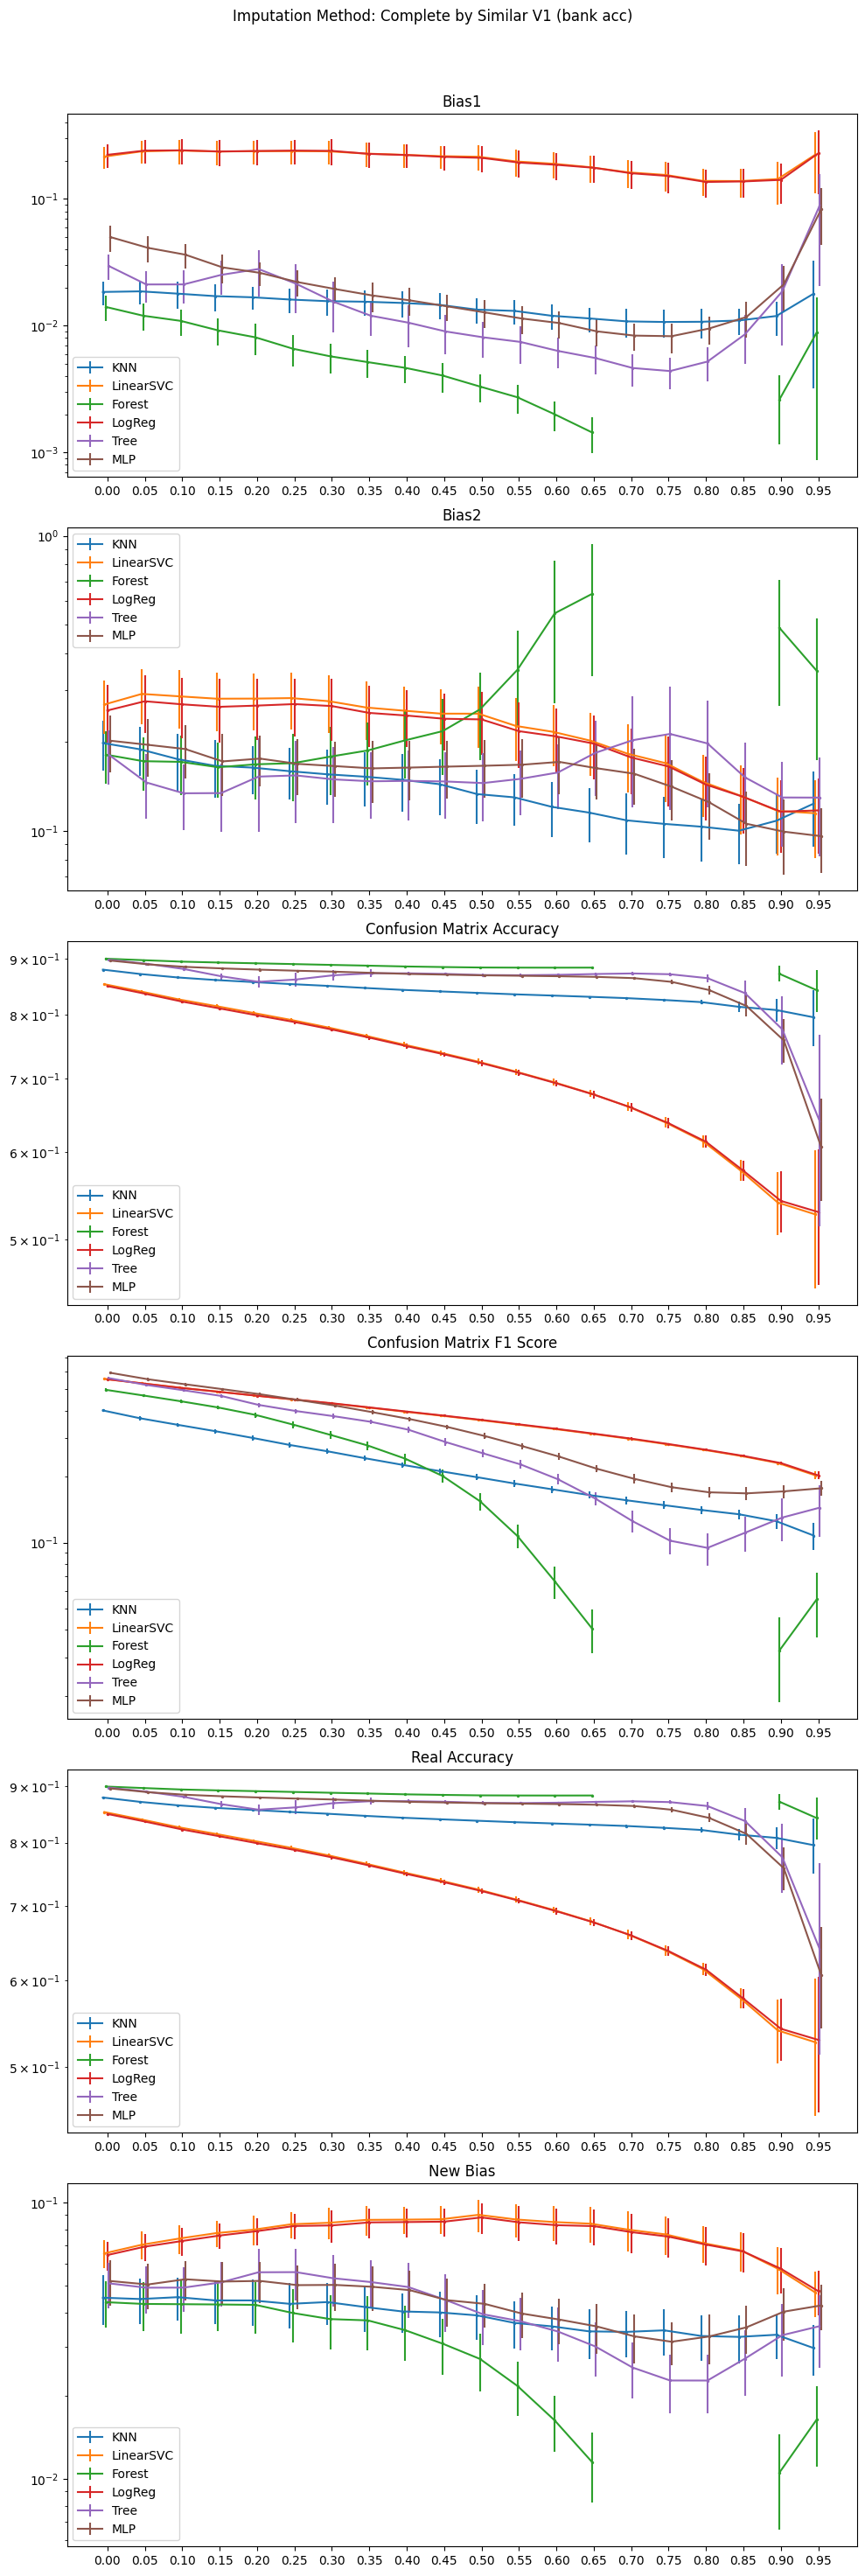 Imputation Method: Complete by Similar V1 (bank acc)
Bias1
10⁻¹
10⁻²
10⁻³
KNN
LinearSVC
Forest
LogReg
Tree
MLP
0.00 0.05 0.10 0.15 0.20 0.25 0.30 0.35 0.40 0.45 0.50 0.55 0.60 0.65 0.70 0.75 0.80 0.85 0.90 0.95
Bias2
10⁰
10⁻¹
KNN
LinearSVC
Forest
LogReg
Tree
MLP
0.00 0.05 0.10 0.15 0.20 0.25 0.30 0.35 0.40 0.45 0.50 0.55 0.60 0.65 0.70 0.75 0.80 0.85 0.90 0.95
Confusion Matrix Accuracy
9 × 10⁻¹
8 × 10⁻¹
7 × 10⁻¹
6 × 10⁻¹
5 × 10⁻¹
KNN
LinearSVC
Forest
LogReg
Tree
MLP
0.00 0.05 0.10 0.15 0.20 0.25 0.30 0.35 0.40 0.45 0.50 0.55 0.60 0.65 0.70 0.75 0.80 0.85 0.90 0.95
Confusion Matrix F1 Score
10⁻¹
KNN
LinearSVC
Forest
LogReg
Tree
MLP
0.00 0.05 0.10 0.15 0.20 0.25 0.30 0.35 0.40 0.45 0.50 0.55 0.60 0.65 0.70 0.75 0.80 0.85 0.90 0.95
Real Accuracy
9 × 10⁻¹
8 × 10⁻¹
7 × 10⁻¹
6 × 10⁻¹
5 × 10⁻¹
KNN
LinearSVC
Forest
LogReg
Tree
MLP
0.00 0.05 0.10 0.15 0.20 0.25 0.30 0.35 0.40 0.45 0.50 0.55 0.60 0.65 0.70 0.75 0.80 0.85 0.90 0.95
New Bias
10⁻¹
10⁻²
KNN
LinearSVC
Forest
LogReg
Tree
MLP
0.00 0.05 0.10 0.15 0.20 0.25 0.30 0.35 0.40 0.45 0.50 0.55 0.60 0.65 0.70 0.75 0.80 0.85 0.90 0.95